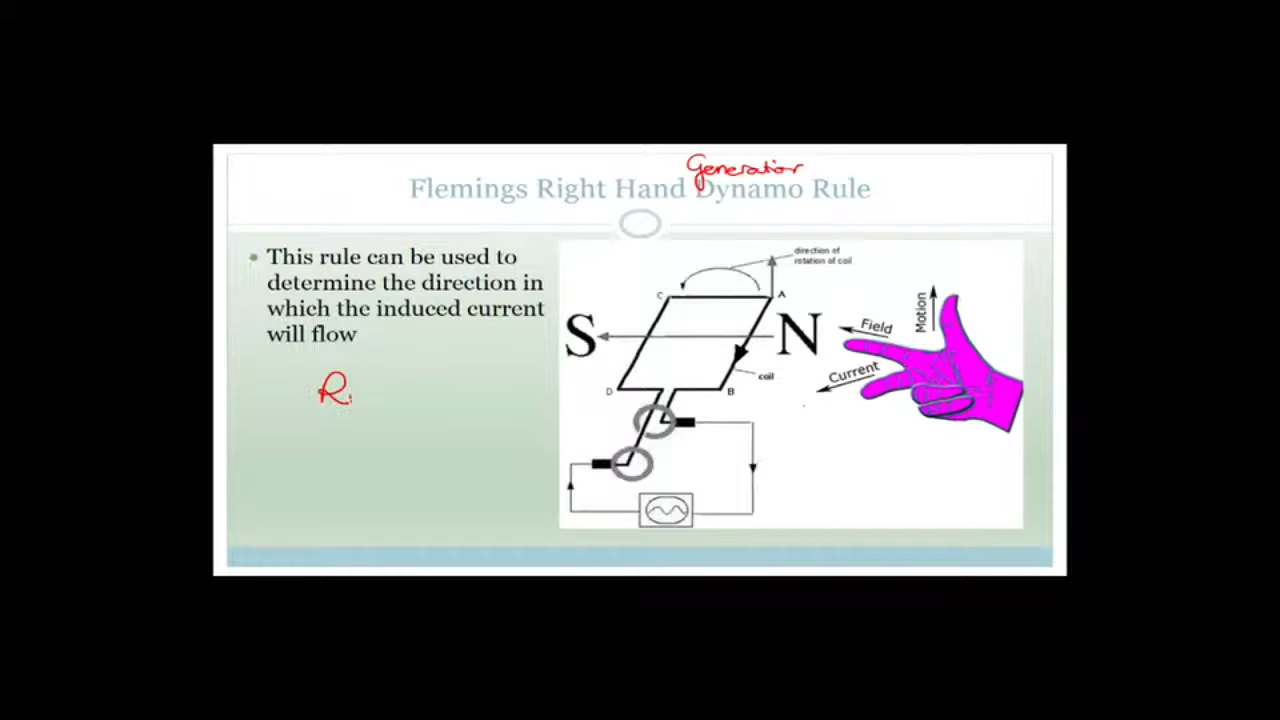 Generation
Flemings Right Hand Dynamo Rule
• This rule can be used to
determine the direction in
which the induced current
will flow
R
direction of
rotation of coil
C
A
S
N
coil
D
B
Field
Motion
Current